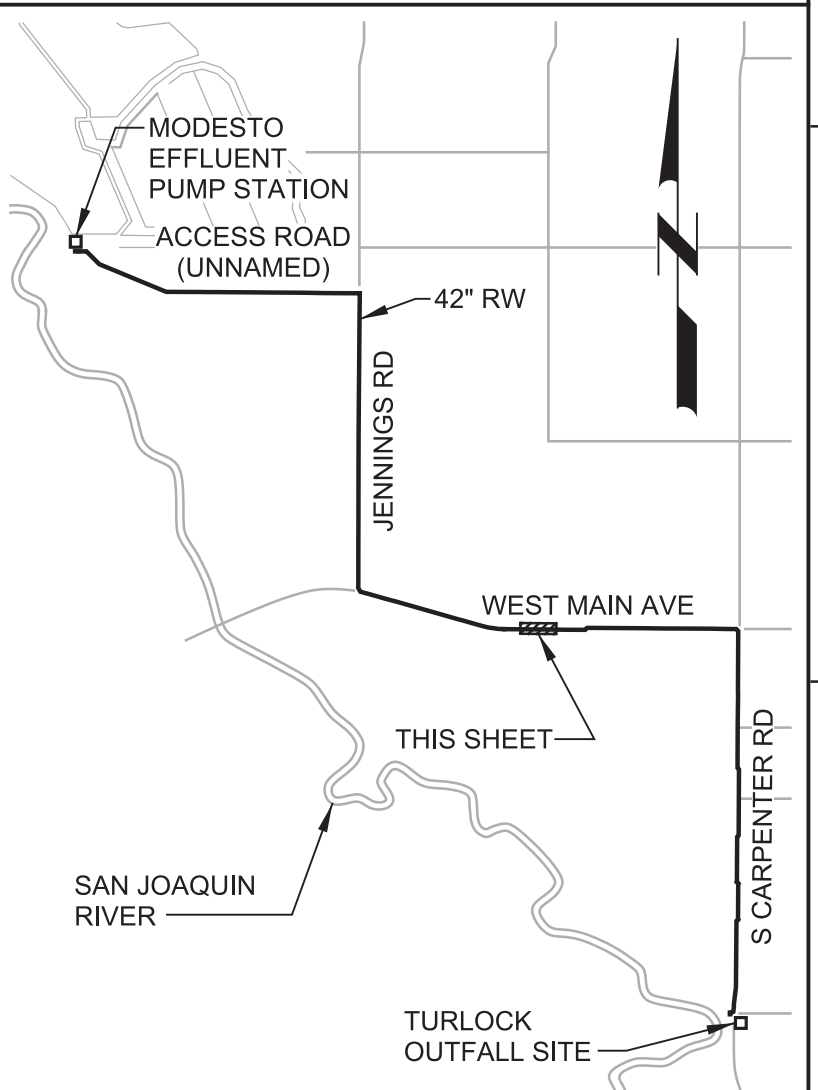 MODESTO
EFFLUENT
PUMP STATION
ACCESS ROAD
(UNNAMED)
42" RW
N
JENNINGS RD
WEST MAIN AVE
THIS SHEET
S CARPENTER RD
SAN JOAQUIN
RIVER
TURLOCK
OUTFALL SITE